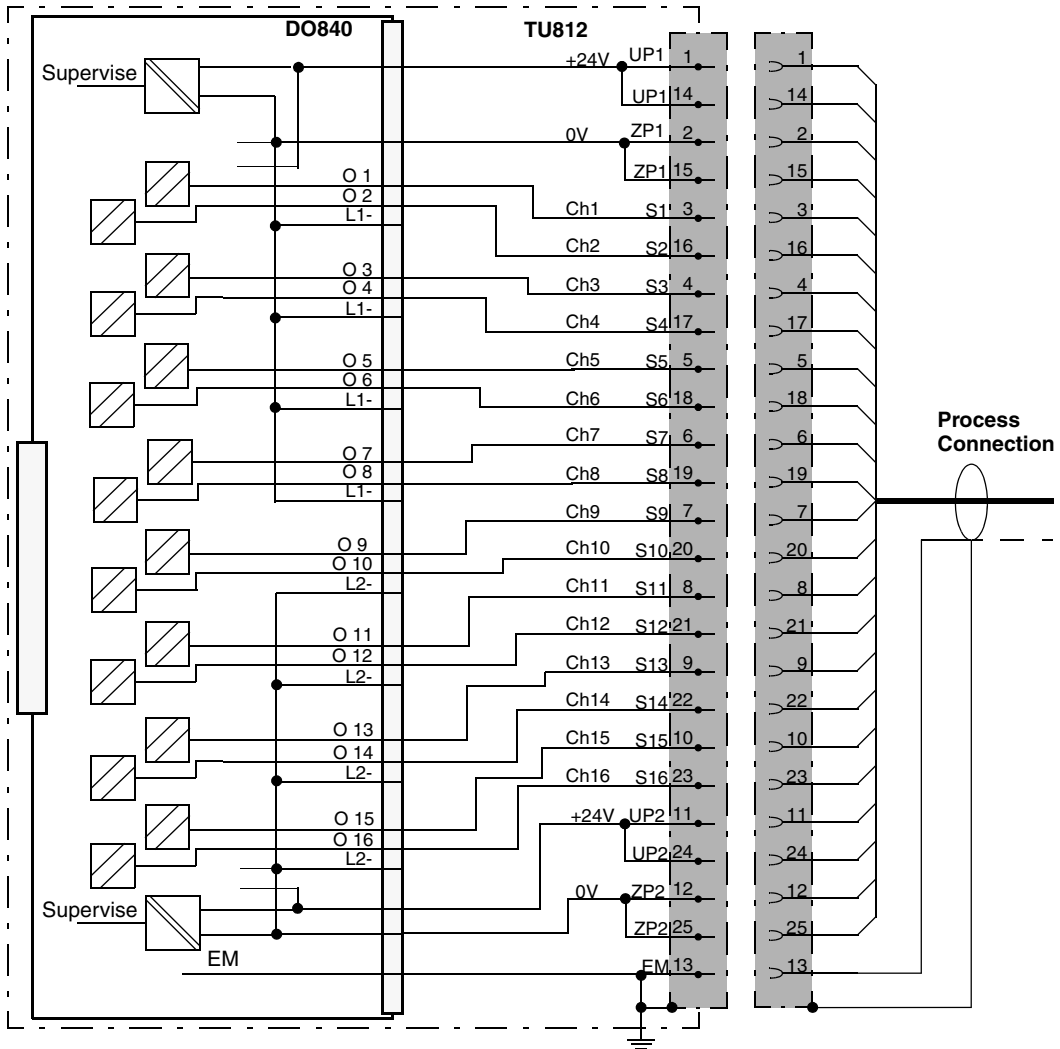 DO840 TU812
Supervise +24V UP1 1 1
UP1 14 14
0V ZP1 2 2
ZP1 15 15
O 1
O 2
L1-
Ch1 S1 3 3
Ch2 S2 16 16
O 3
O 4
L1-
Ch3 S3 4 4
Ch4 S4 17 17
O 5
O 6
L1-
Ch5 S5 5 5
Ch6 S6 18 18
O 7
O 8
L1-
Ch7 S7 6 6
Ch8 S8 19 19
Process
Connection
O 9
O 10
L2-
Ch9 S9 7 7
Ch10 S10 20 20
Ch11 S11 8 8
O 11
O 12
L2-
Ch12 S12 21 21
Ch13 S13 9 9
O 13
O 14
L2-
Ch14 S14 22 22
Ch15 S15 10 10
Ch16 S16 23 23
O 15
O 16
L2-
+24V UP2 11 11
UP2 24 24
0V ZP2 12 12
Supervise
ZP2 25 25
EM
EM 13 13